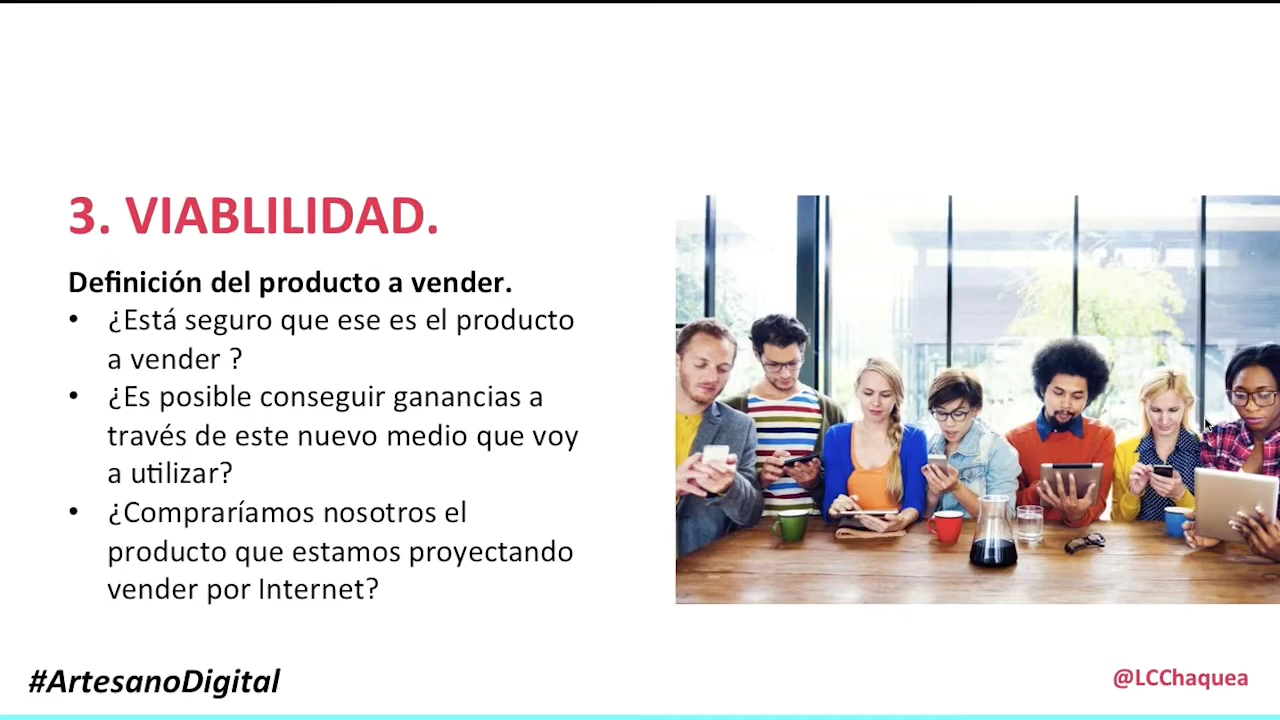 3. VIABLILIDAD.
Definición del producto a vender.
• ¿Está seguro que ese es el producto
a vender ?
• ¿Es posible conseguir ganancias a
través de este nuevo medio que voy
a utilizar?
• ¿Compraríamos nosotros el
producto que estamos proyectando
vender por Internet?
#ArtesanoDigital
@LCChaquea